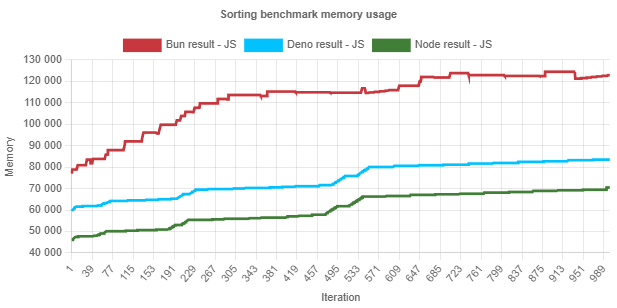 Sorting benchmark memory usage
Bun result - JS Deno result - JS Node result - JS
130 000
120 000
110 000
100 000
90 000
80 000
70 000
60 000
50 000
40 000
Memory
1 39 77 115 153 191 229 267 305 343 381 419 457 495 533 571 609 647 685 723 761 799 837 875 913 951 989
Iteration